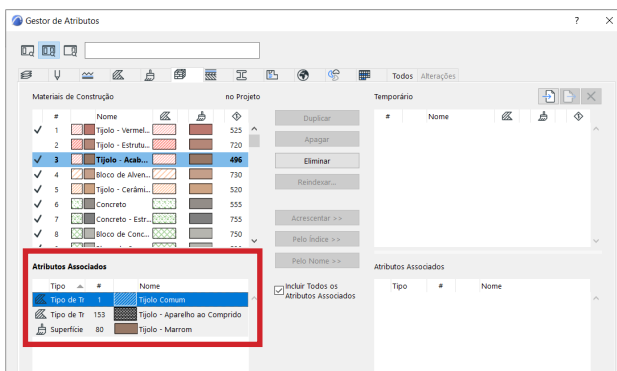 Gestor de Atributos
Todos Alterações
Materiais de Construção no Projeto
# Nome
1 Tijolo - Vermel... 525
2 Tijolo - Estrutu... 720
3 Tijolo - Acab... 496
4 Bloco de Alven... 730
5 Tijolo - Cerâmi... 520
6 Concreto 555
7 Concreto - Estr... 755
8 Bloco de Conc... 750
Duplicar
Apagar
Eliminar
Reindexar...
Acrescentar >>
Pelo Índice >>
Pelo Nome >>
Incluir Todos os
Atributos Associados
Temporário
# Nome
Atributos Associados
Tipo # Nome
Tipo de Tr 1 Tijolo Comum
Tipo de Tr 153 Tijolo - Aparelho ao Comprido
Superfície 80 Tijolo - Marrom
Atributos Associados
Tipo # Nome